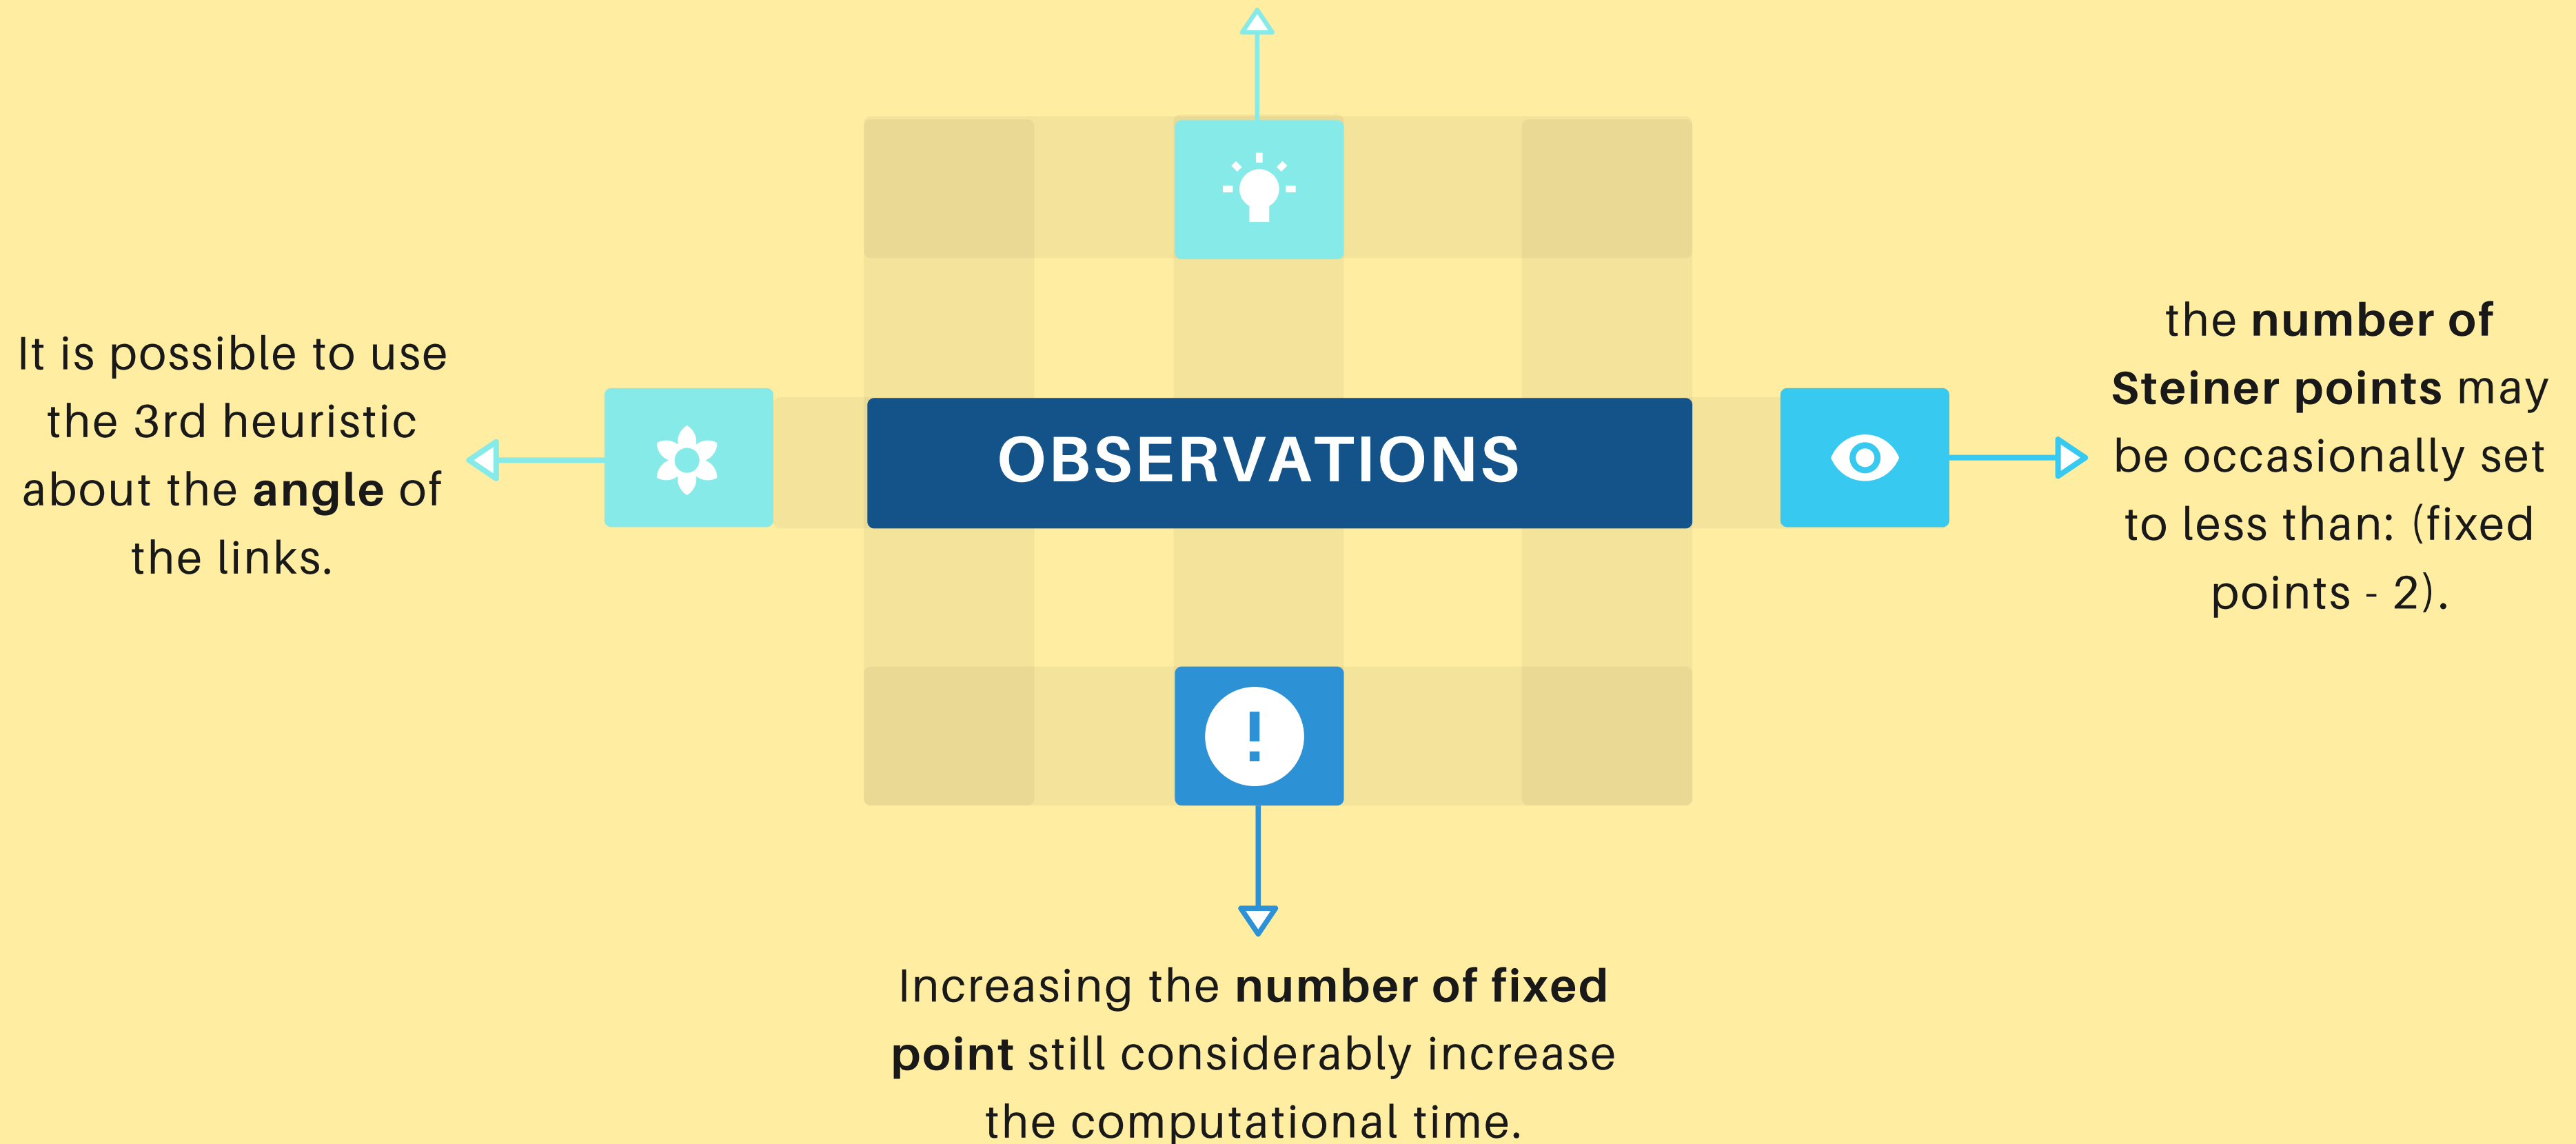 It is possible to use
the 3rd heuristic
about the angle of
the links.
OBSERVATIONS
the number of
Steiner points may
be occasionally set
to less than: (fixed
points - 2).
Increasing the number of fixed
point still considerably increase
the computational time.